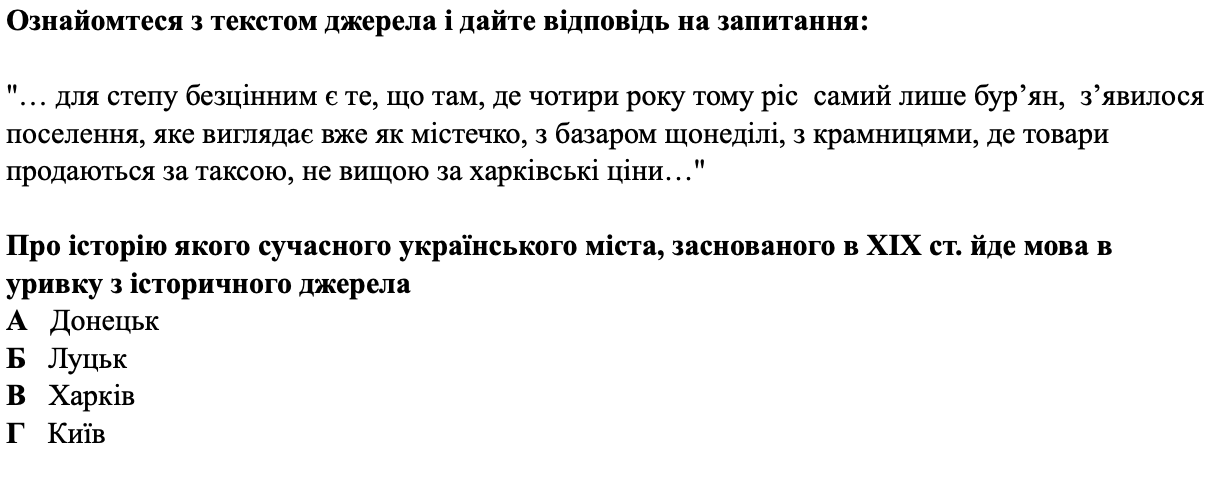 Ознайомтеся з текстом джерела і дайте відповідь на запитання:
"… для степу безцінним є те, що там, де чотири року тому ріс  самий лише бур’ян,  з’явилося
поселення, яке виглядає вже як містечко, з базаром щонеділі, з крамницями, де товари
продаються за таксою, не вищою за харківські ціни…"
Про історію якого сучасного українського міста, заснованого в XIX ст. йде мова в
уривку з історичного джерела
А Донецьк
Б Луцьк
В Харків
Г Київ